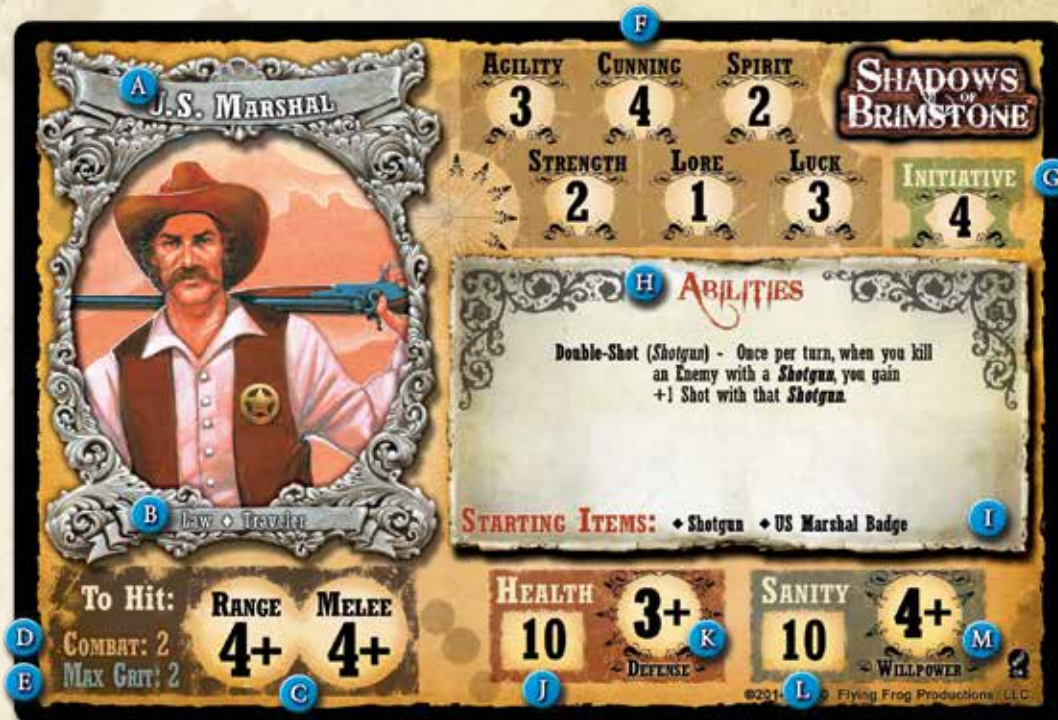 F
A
U.S. MARSHAL
AGILITY CUNNING SPIRIT
3 4 2
SHADOWS OF BRIMSTONE
STRENGTH LORE LUCK
2 1 3
INITIATIVE
4
G
H
ABILITIES
Double-Shot (Shotgun) - Once per turn, when you kill
an Enemy with a Shotgun, you gain
+1 Shot with that Shotgun.
B
Law ♦ Traveler
STARTING ITEMS: ♦ Shotgun ♦ US Marshal Badge
I
To Hit:
RANGE MELEE
4+ 4+
D
COMBAT: 2
E
MAX GRIT: 2
C
HEALTH
10
3+
K
DEFENSE
J
SANITY
10
4+
M
WILLPOWER
L
Flying Frog Productions, LLC.